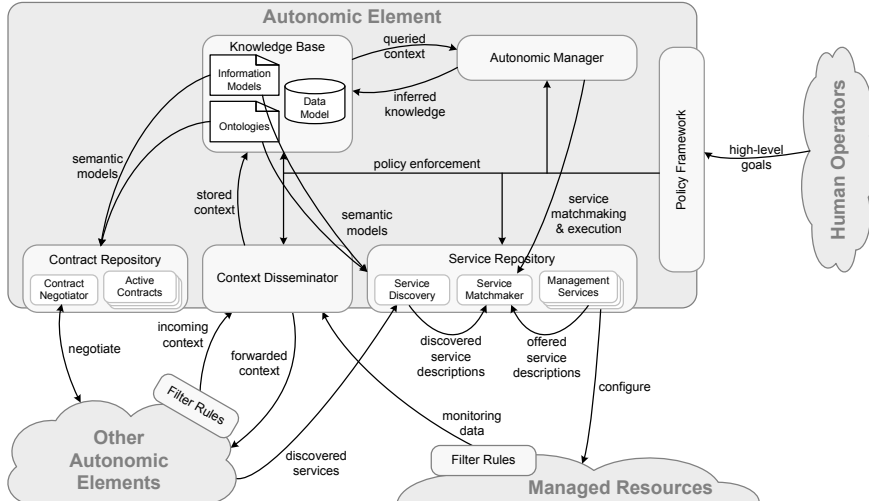 Autonomic Element
Knowledge Base
Information
Models
Data
Model
Ontologies
queried
context
Autonomic Manager
inferred
knowledge
Policy Framework
high-level
goals
Human Operators
semantic
models
stored
context
policy enforcement
semantic
models
service
matchmaking
& execution
Contract Repository
Contract
Negotiator
Active
Contracts
Context Disseminator
Service Repository
Service
Discovery
Service
Matchmaker
Management
Services
negotiate
incoming
context
forwarded
context
discovered
service
descriptions
offered
service
descriptions
configure
Filter Rules
monitoring
data
Other
Autonomic
Elements
discovered
services
Filter Rules
Managed Resources